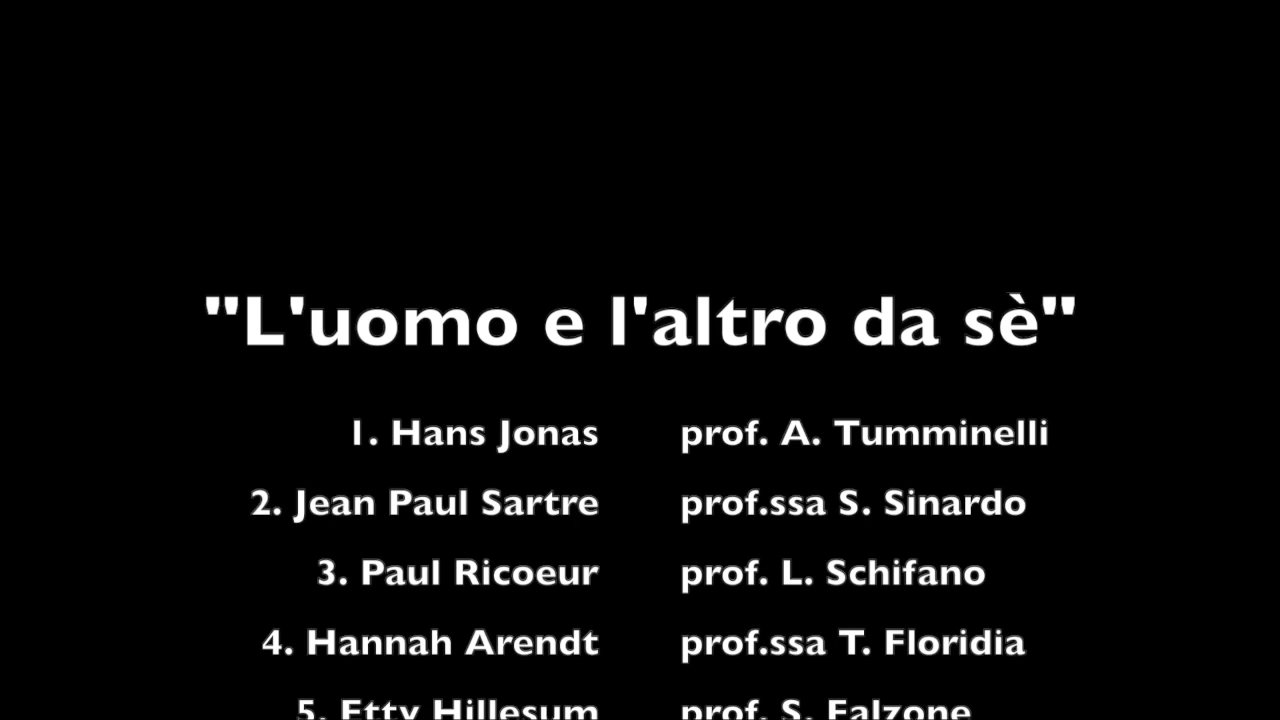 "L'uomo e l'altro da sè"
1. Hans Jonas prof. A. Tumminelli
2. Jean Paul Sartre prof.ssa S. Sinardo
3. Paul Ricoeur prof. L. Schifano
4. Hannah Arendt prof.ssa T. Floridia
5. Etty Hillesum prof. S. Falzone